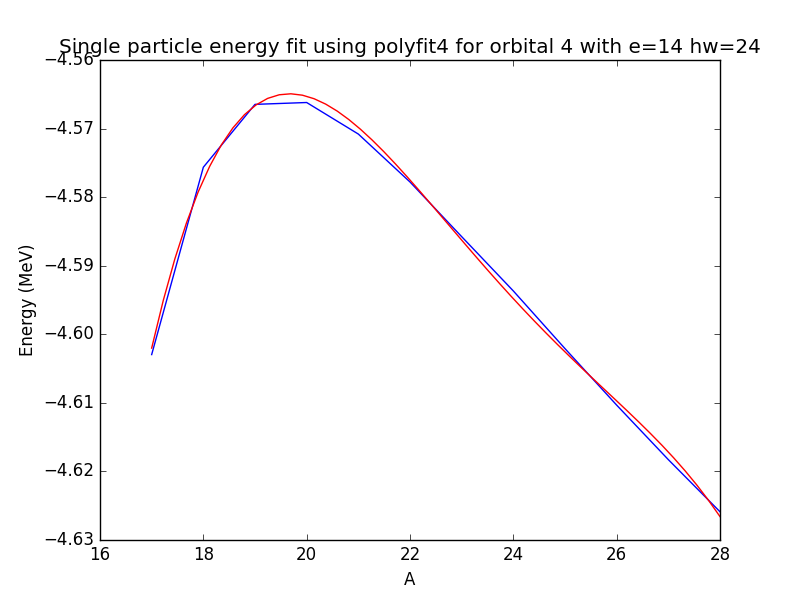 Single particle energy fit using polyfit4 for orbital 4 with e=14 hw=24
−4.56
−4.57
−4.58
−4.59
−4.60
−4.61
−4.62
−4.63
Energy (MeV)
16 18 20 22 24 26 28
A